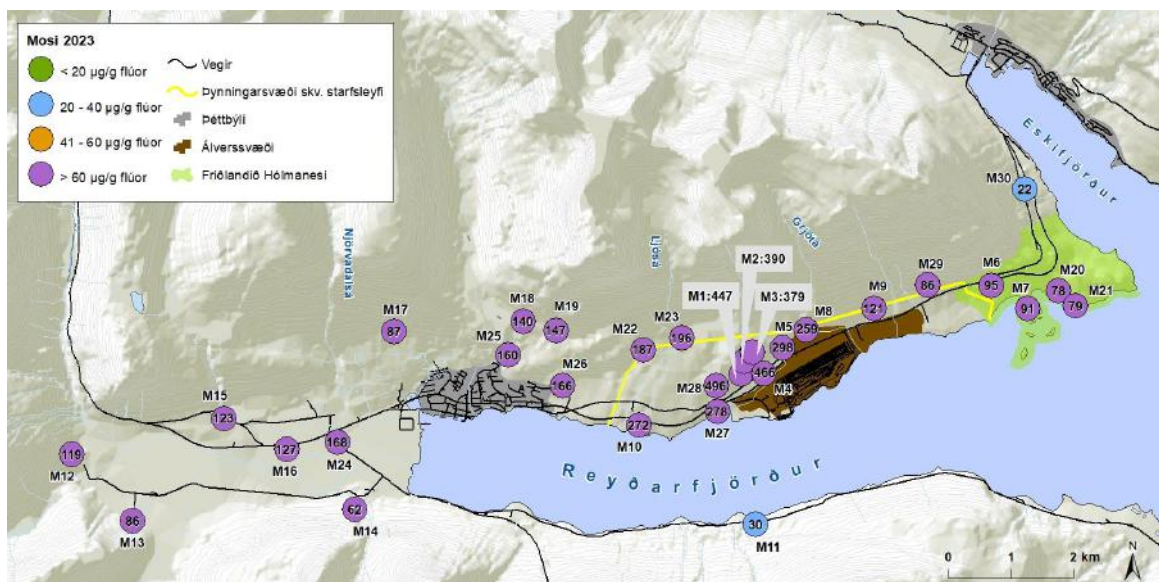 Mosi 2023
< 20 µg/g flúor
20 - 40 µg/g flúor
41 - 60 µg/g flúor
> 60 µg/g flúor
Vegir
Þynningarsvæði skv. starfsleyfi
Þéttbýli
Álverssvæði
Friðlandið Hólmanesi
Eskifjörður
M30
22
Njörvadalsá
Ljósá
Grjótá
M2:390
M1:447
M3:379
M29
86
M6
95
M20
78
M21
79
M7
91
M9
121
M8
259
M5
298
M4
466
M23
196
M22
187
M28
496
M27
278
M10
272
M17
87
M18
140
M19
147
M25
160
M26
166
M15
123
M16
127
M24
168
M12
119
M13
86
M14
62
Reyðarfjörður
30
M11
0 1 2 km
N